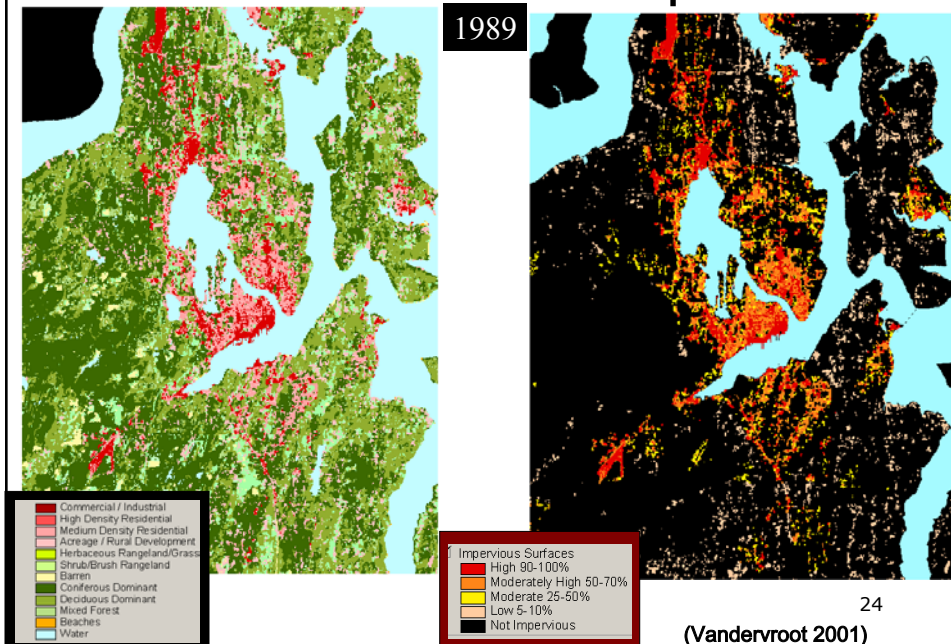 1989
Commercial / Industrial
High Density Residential
Medium Density Residential
Acreage / Rural Development
Herbaceous Rangeland/Grass
Shrub/Brush Rangeland
Barren
Coniferous Dominant
Deciduous Dominant
Mixed Forest
Beaches
Water
Impervious Surfaces
High 90-100%
Moderately High 50-70%
Moderate 25-50%
Low 5-10%
Not Impervious
24
(Vandervroot 2001)